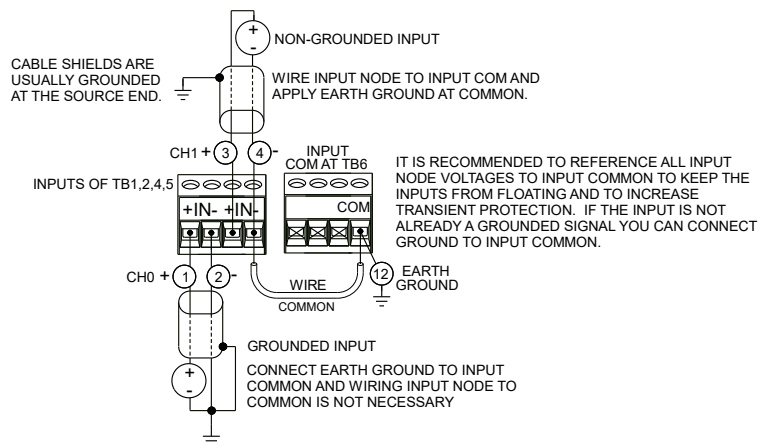 NON-GROUNDED INPUT
CABLE SHIELDS ARE
USUALLY GROUNDED
AT THE SOURCE END.
WIRE INPUT NODE TO INPUT COM AND
APPLY EARTH GROUND AT COMMON.
CH1 + 3 4 -
INPUT
COM AT TB6
IT IS RECOMMENDED TO REFERENCE ALL INPUT
NODE VOLTAGES TO INPUT COMMON TO KEEP THE
INPUTS FROM FLOATING AND TO INCREASE
TRANSIENT PROTECTION. IF THE INPUT IS NOT
ALREADY A GROUNDED SIGNAL YOU CAN CONNECT
GROUND TO INPUT COMMON.
INPUTS OF TB1,2,4,5
+IN- +IN-
COM
CH0 + 1 2 -
WIRE
COMMON
12 EARTH
GROUND
GROUNDED INPUT
CONNECT EARTH GROUND TO INPUT
COMMON AND WIRING INPUT NODE TO
COMMON IS NOT NECESSARY
+
-
+
-